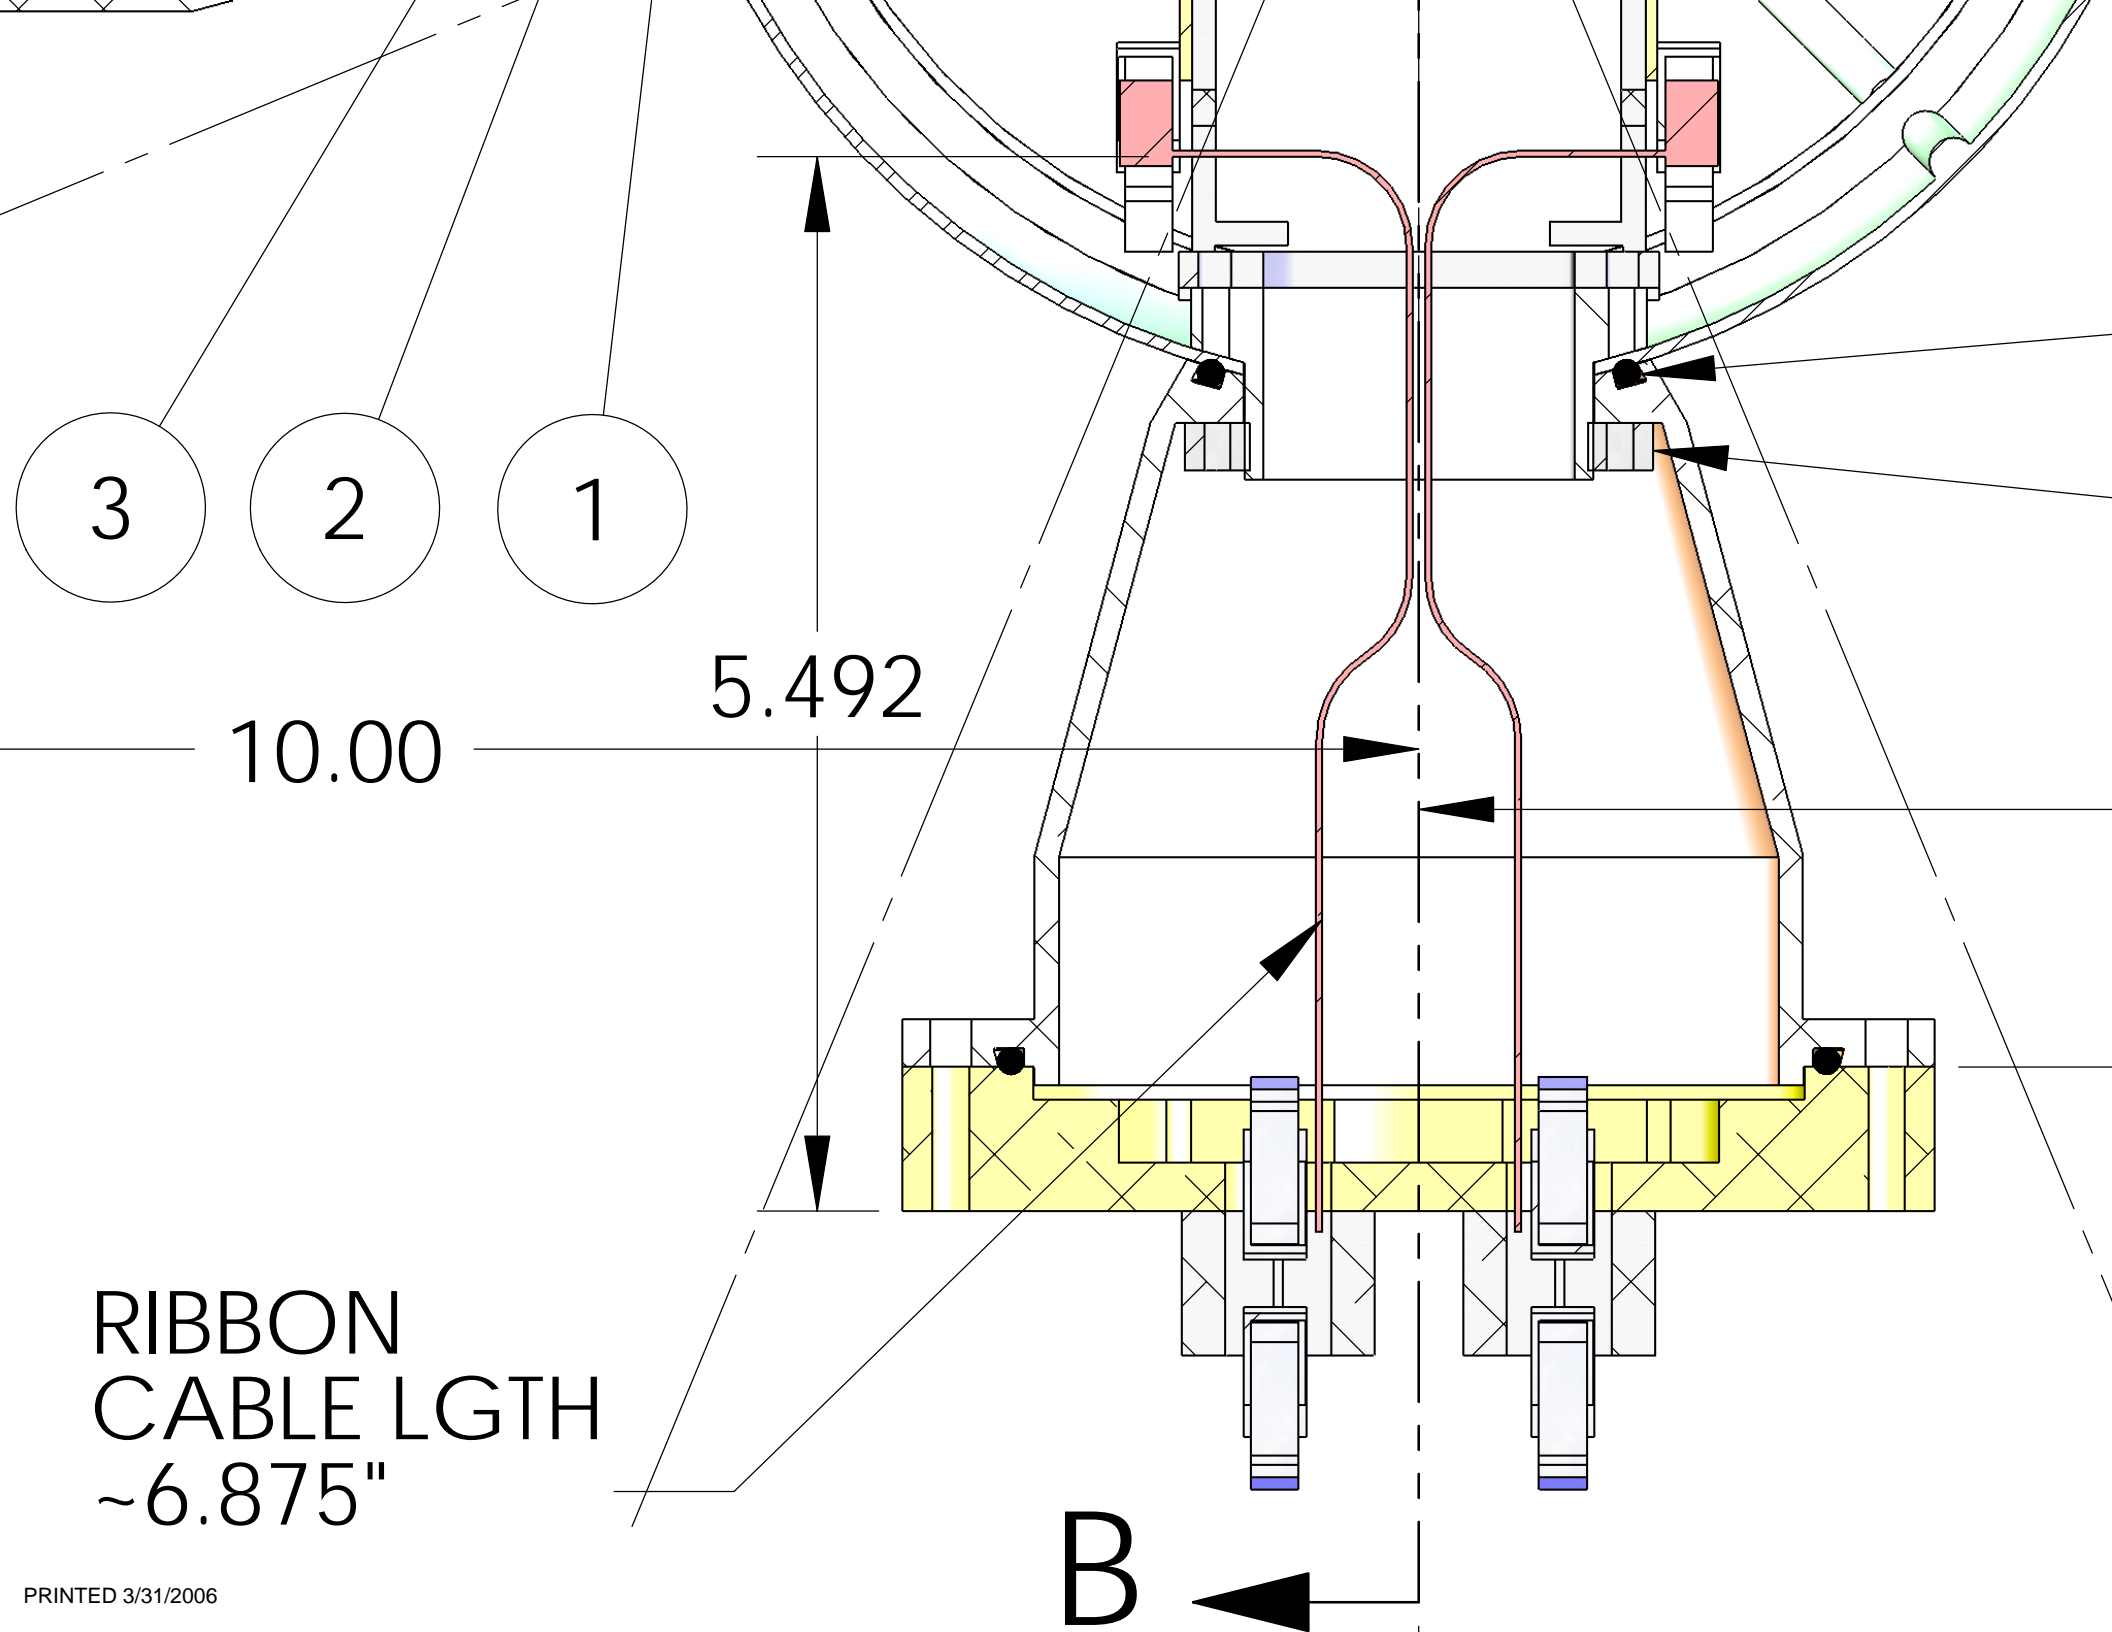 3
2
1
5.492
10.00
RIBBON
CABLE LGTH
~6.875"
B
PRINTED 3/31/2006